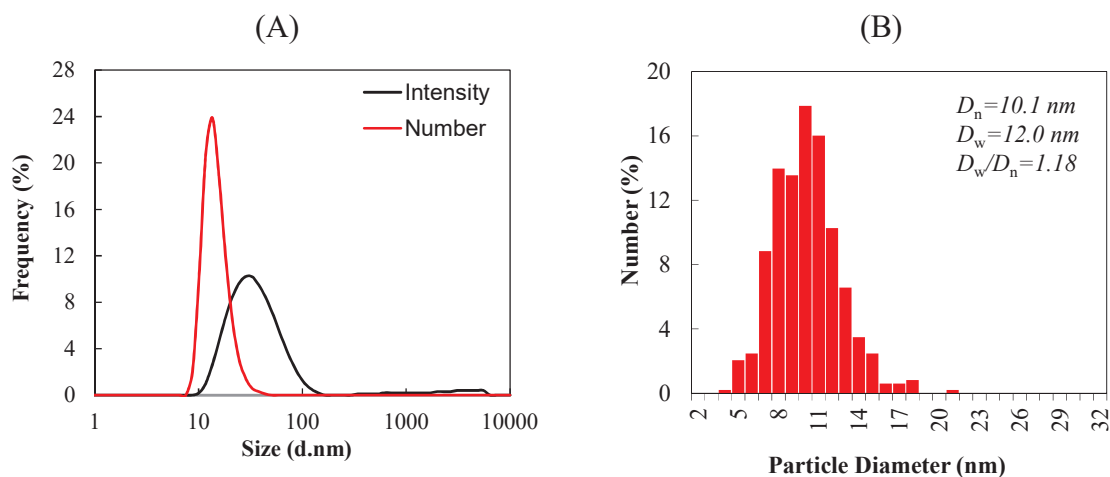 (A)
28
24
20
16
12
8
4
0
Frequency (%)
Intensity
Number
1
10
100
1000
10000
Size (d.nm)
(B)
20
16
12
8
4
0
Number (%)
Dn=10.1 nm
Dw=12.0 nm
Dw/Dn=1.18
2
5
8
11
14
17
20
23
26
29
32
Particle Diameter (nm)